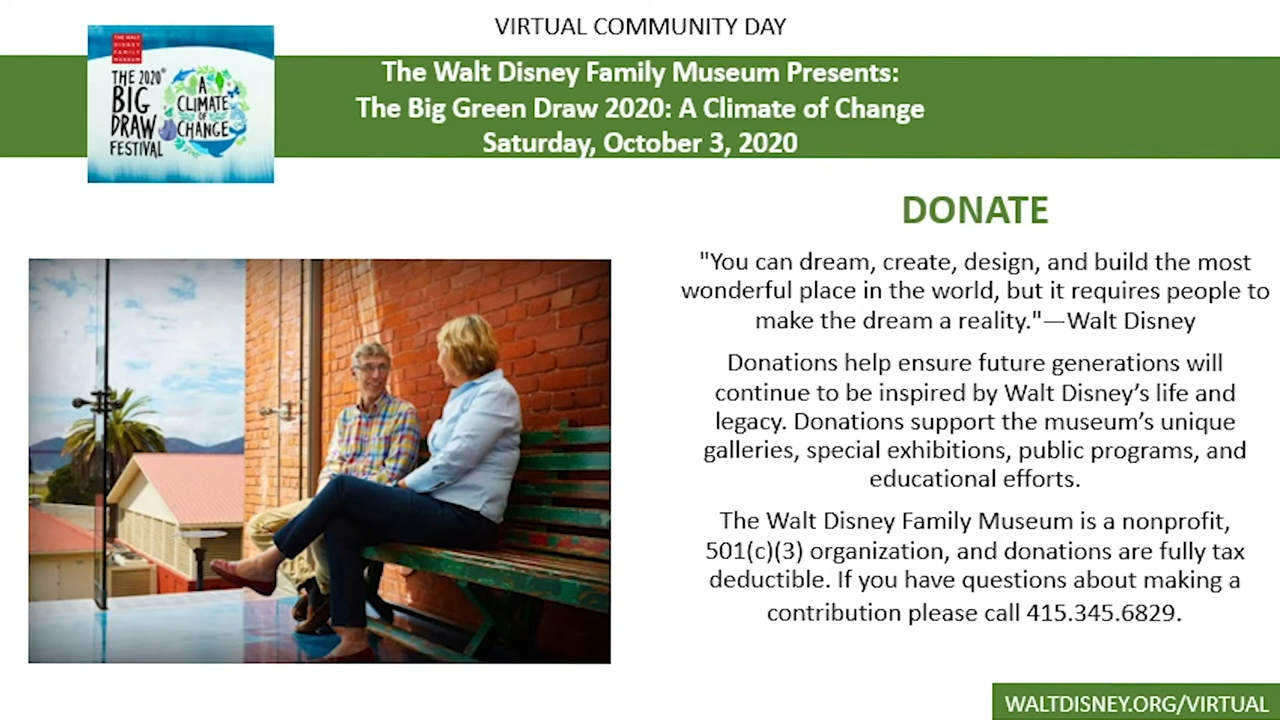 VIRTUAL COMMUNITY DAY
THE WALT
DISNEY
FAMILY
MUSEUM
THE 2020
BIG
DRAW
FESTIVAL
A
CLIMATE
OF
CHANGE
The Walt Disney Family Museum Presents:
The Big Green Draw 2020: A Climate of Change
Saturday, October 3, 2020
DONATE
"You can dream, create, design, and build the most
wonderful place in the world, but it requires people to
make the dream a reality."—Walt Disney
Donations help ensure future generations will
continue to be inspired by Walt Disney’s life and
legacy. Donations support the museum’s unique
galleries, special exhibitions, public programs, and
educational efforts.
The Walt Disney Family Museum is a nonprofit,
501(c)(3) organization, and donations are fully tax
deductible. If you have questions about making a
contribution please call 415.345.6829.
WALTDISNEY.ORG/VIRTUAL